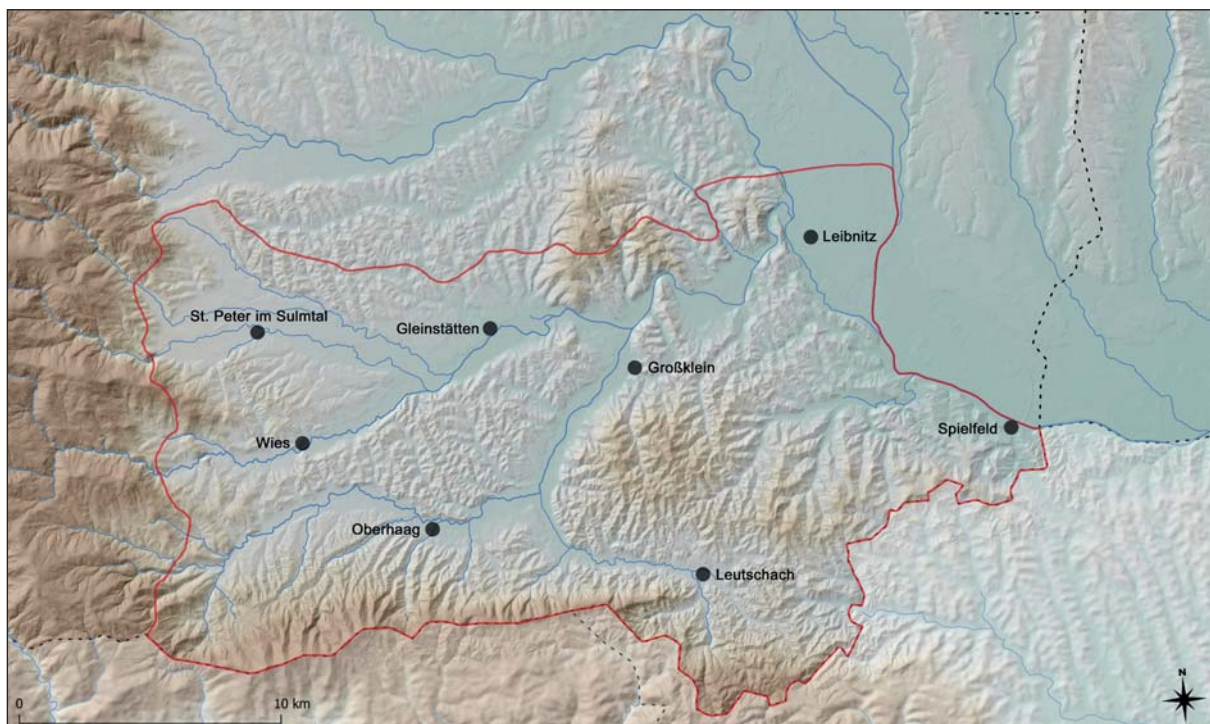 Leibnitz
St. Peter im Sulmtal
Gleinstätten
Großklein
Spielfeld
Wies
Oberhaag
Leutschach
N
0
10 km